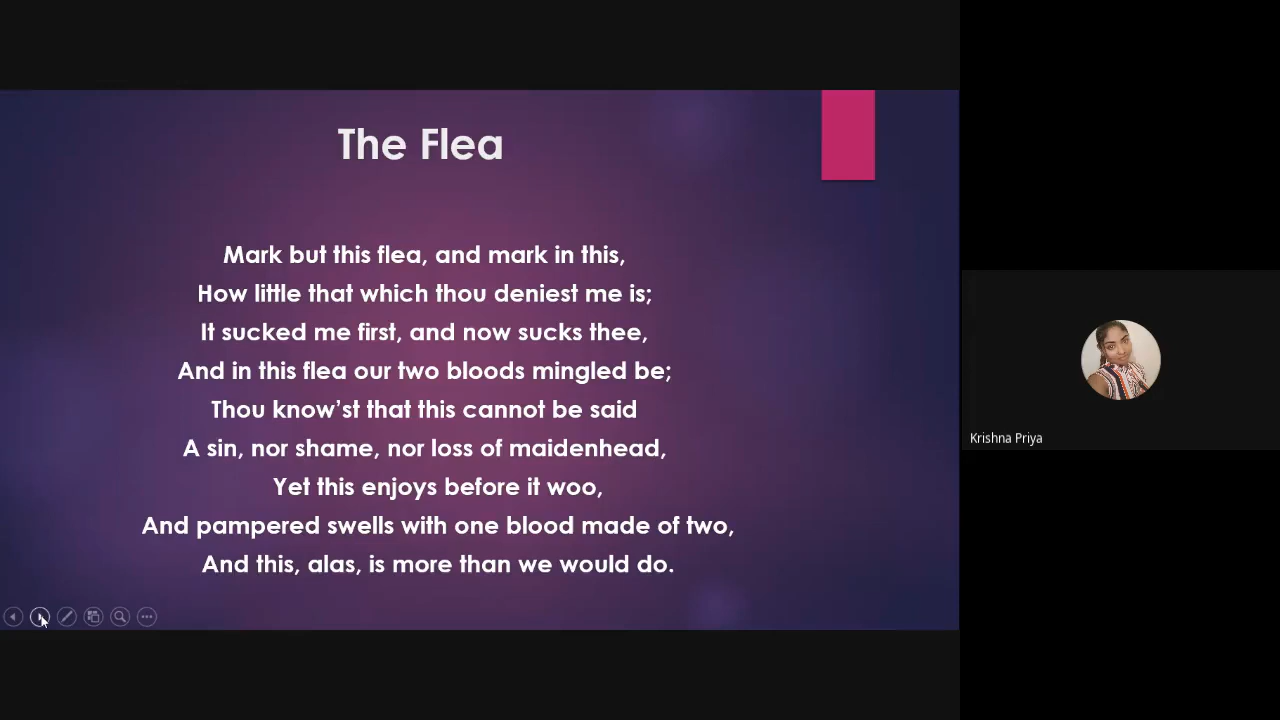 The Flea
Mark but this flea, and mark in this,
How little that which thou deniest me is;
It sucked me first, and now sucks thee,
And in this flea our two bloods mingled be;
Thou know’st that this cannot be said
A sin, nor shame, nor loss of maidenhead,
Yet this enjoys before it woo,
And pampered swells with one blood made of two,
And this, alas, is more than we would do.
Krishna Priya